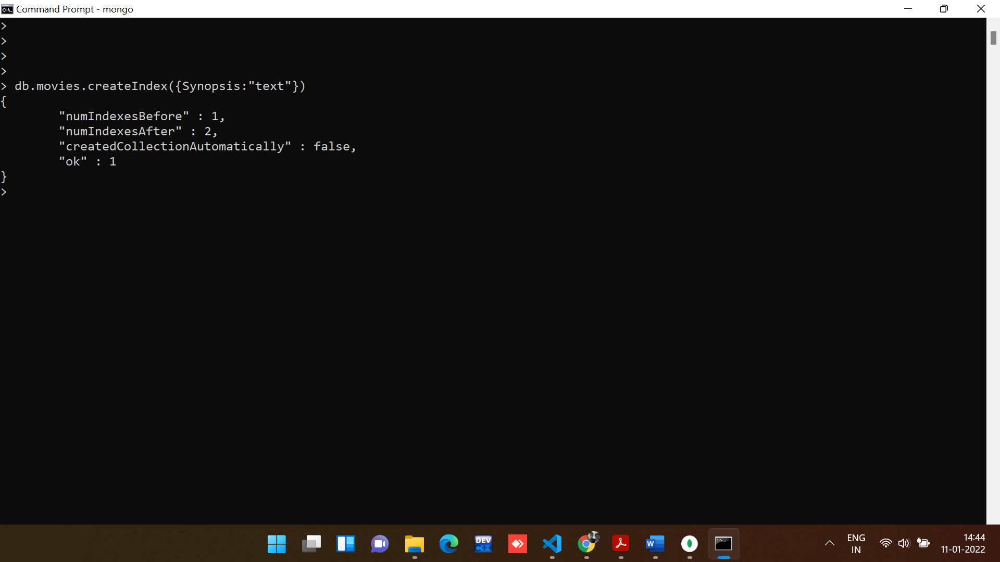 Command Prompt - mongo
>
>
>
>
> db.movies.createIndex({Synopsis:"text"})
{
        "numIndexesBefore" : 1,
        "numIndexesAfter" : 2,
        "createdCollectionAutomatically" : false,
        "ok" : 1
}
>
DEV
C++
W
ENG
IN
14:44
11-01-2022